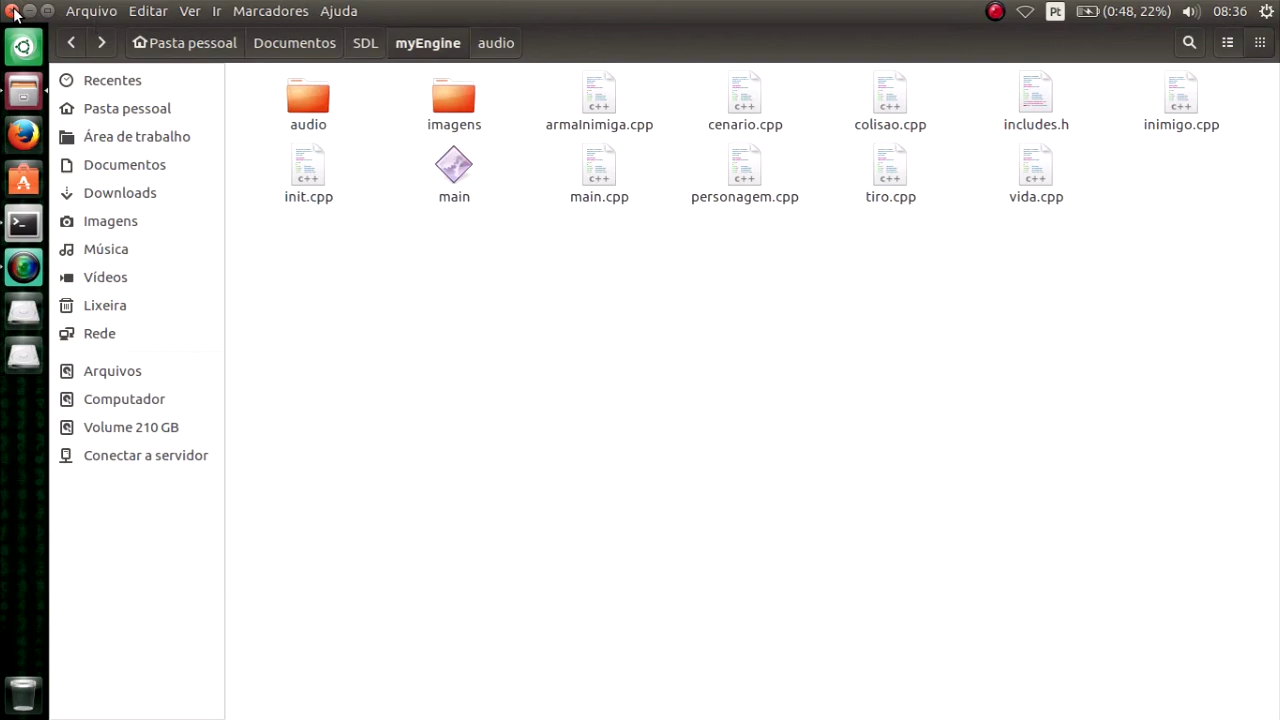 Arquivo Editar Ver Ir Marcadores Ajuda Pt (0:48, 22%) 08:36
Pasta pessoal Documentos SDL myEngine audio
Recentes
Pasta pessoal
Área de trabalho
Documentos
Downloads
Imagens
Música
Vídeos
Lixeira
Rede
Arquivos
Computador
Volume 210 GB
Conectar a servidor
audio imagens armaInimiga.cpp cenario.cpp colisao.cpp includes.h inimigo.cpp
init.cpp main main.cpp personagem.cpp tiro.cpp vida.cpp